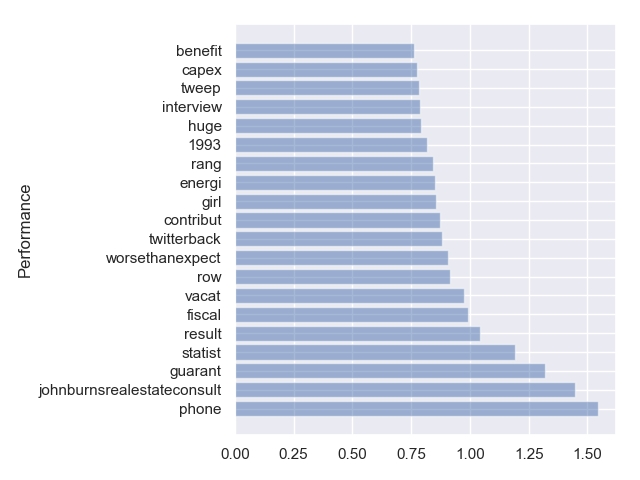 Performance
benefit
capex
tweep
interview
huge
1993
rang
energi
girl
contribut
twitterback
worsethanexpect
row
vacat
fiscal
result
statist
guarant
johnburnsrealestateconsult
phone
0.00 0.25 0.50 0.75 1.00 1.25 1.50